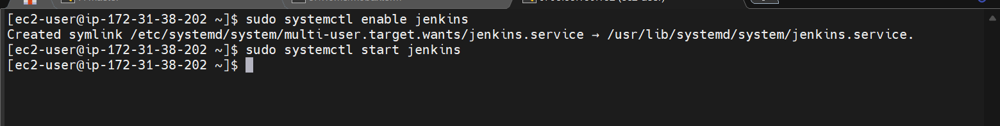 [ec2-user@ip-172-31-38-202 ~]$ sudo systemctl enable jenkins
Created symlink /etc/systemd/system/multi-user.target.wants/jenkins.service → /usr/lib/systemd/system/jenkins.service.
[ec2-user@ip-172-31-38-202 ~]$ sudo systemctl start jenkins
[ec2-user@ip-172-31-38-202 ~]$